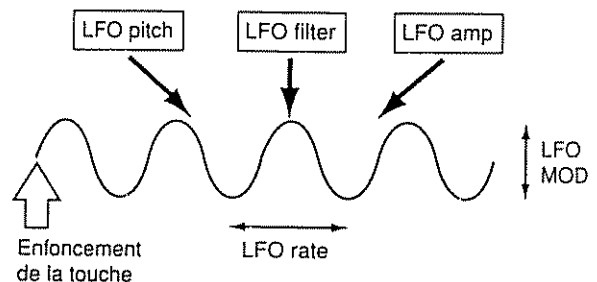 LFO pitch
LFO filter
LFO amp
LFO
MOD
Enfoncement
de la touche
LFO rate